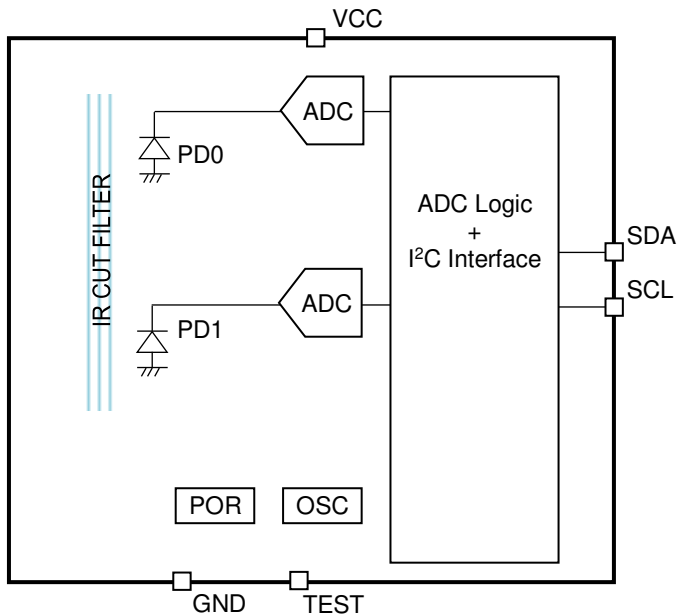 VCC
ADC
PD0
IR CUT FILTER
ADC Logic
+
I²C Interface
SDA
SCL
ADC
PD1
POR
OSC
GND
TEST